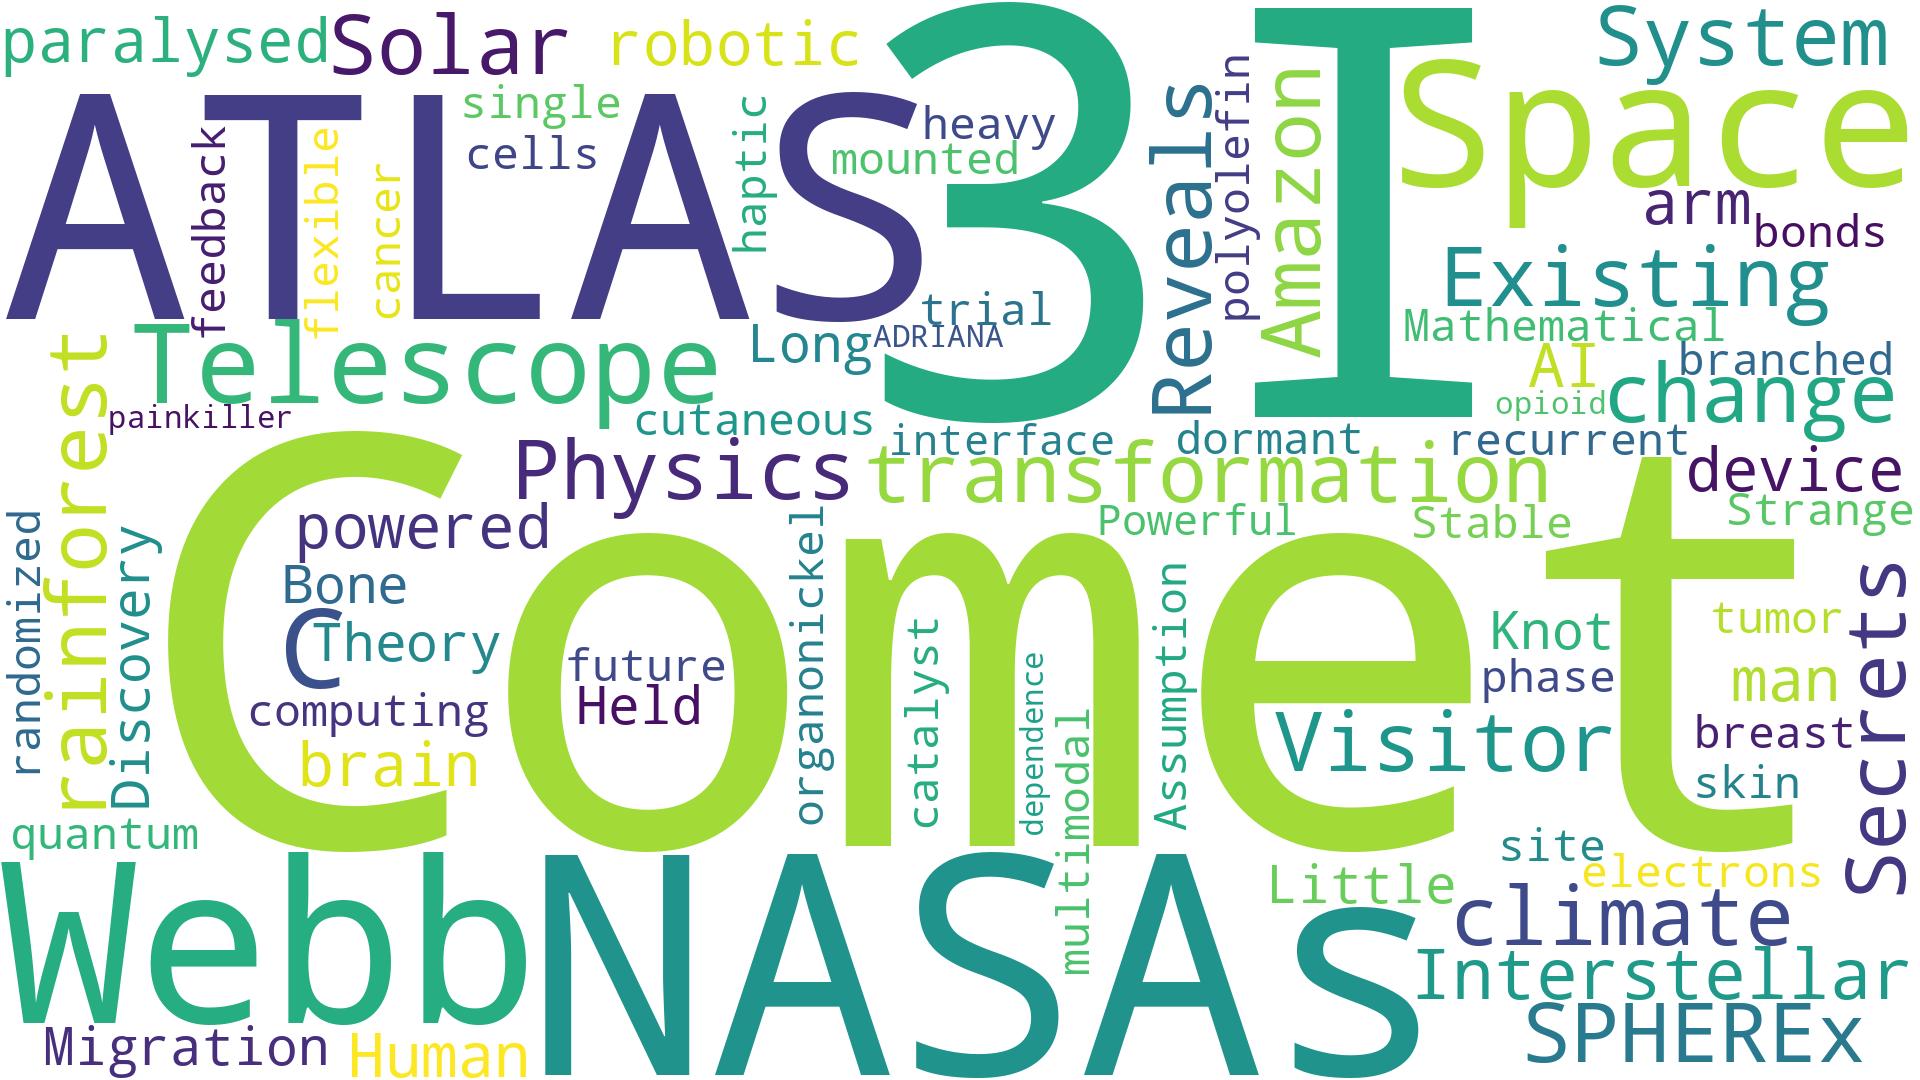 paralysed
Solar
robotic
3I
System
ATLAS
single
cells
haptic
heavy
mounted
Reveals
polyolefin
Amazon
Space
arm
bonds
feedback
flexible
cancer
trial
Long
ADRIANA
Existing
Mathematical
AI
branched
opioid
change
rainforest
Telescope
painkiller
cutaneous
interface
dormant
recurrent
Physics
transformation
device
Comet
powered
Powerful
Stable
Strange
randomized
Discovery
Bone
C
Theory
future
Held
organonickel
catalyst
dependence
multimodal
Assumption
Knot
phase
tumor
man
Secrets
computing
brain
Visitor
breast
skin
quantum
Webb
NASAs
site
electrons
Little
climate
Interstellar
SPHEREx
Migration
Human